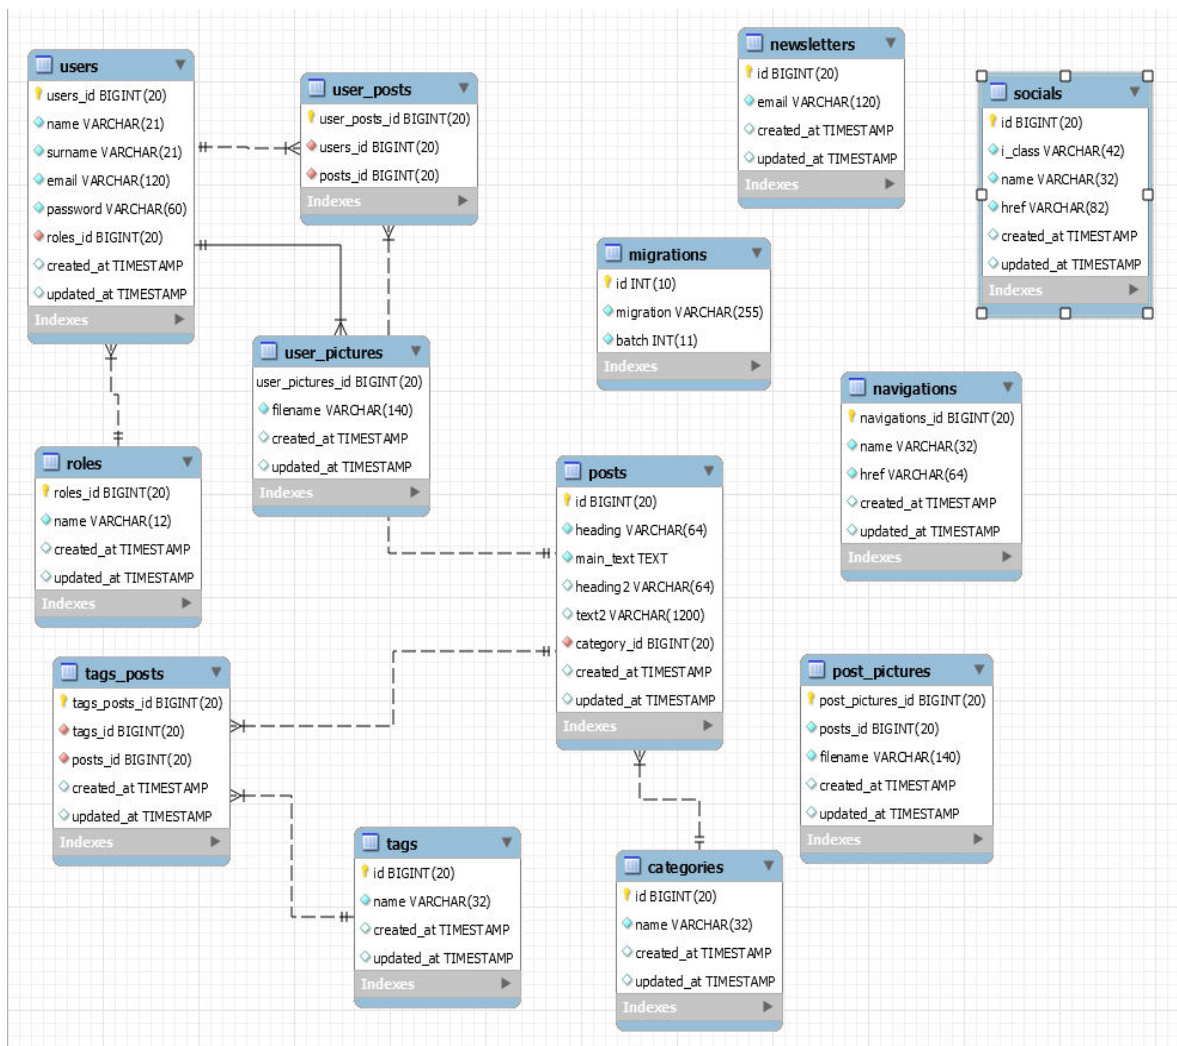 users
users_id BIGINT(20)
name VARCHAR(21)
surname VARCHAR(21)
email VARCHAR(120)
password VARCHAR(60)
roles_id BIGINT(20)
created_at TIMESTAMP
updated_at TIMESTAMP
Indexes
user_posts
user_posts_id BIGINT(20)
users_id BIGINT(20)
posts_id BIGINT(20)
Indexes
newsletters
id BIGINT(20)
email VARCHAR(120)
created_at TIMESTAMP
updated_at TIMESTAMP
Indexes
socials
id BIGINT(20)
i_class VARCHAR(42)
name VARCHAR(32)
href VARCHAR(82)
created_at TIMESTAMP
updated_at TIMESTAMP
Indexes
migrations
id INT(10)
migration VARCHAR(255)
batch INT(11)
Indexes
user_pictures
user_pictures_id BIGINT(20)
filename VARCHAR(140)
created_at TIMESTAMP
updated_at TIMESTAMP
Indexes
navigations
navigations_id BIGINT(20)
name VARCHAR(32)
href VARCHAR(64)
created_at TIMESTAMP
updated_at TIMESTAMP
Indexes
roles
roles_id BIGINT(20)
name VARCHAR(12)
created_at TIMESTAMP
updated_at TIMESTAMP
Indexes
posts
id BIGINT(20)
heading VARCHAR(64)
main_text TEXT
heading2 VARCHAR(64)
text2 VARCHAR(1200)
category_id BIGINT(20)
created_at TIMESTAMP
updated_at TIMESTAMP
Indexes
tags_posts
tags_posts_id BIGINT(20)
tags_id BIGINT(20)
posts_id BIGINT(20)
created_at TIMESTAMP
updated_at TIMESTAMP
Indexes
post_pictures
post_pictures_id BIGINT(20)
posts_id BIGINT(20)
filename VARCHAR(140)
created_at TIMESTAMP
updated_at TIMESTAMP
Indexes
tags
id BIGINT(20)
name VARCHAR(32)
created_at TIMESTAMP
updated_at TIMESTAMP
Indexes
categories
id BIGINT(20)
name VARCHAR(32)
created_at TIMESTAMP
updated_at TIMESTAMP
Indexes